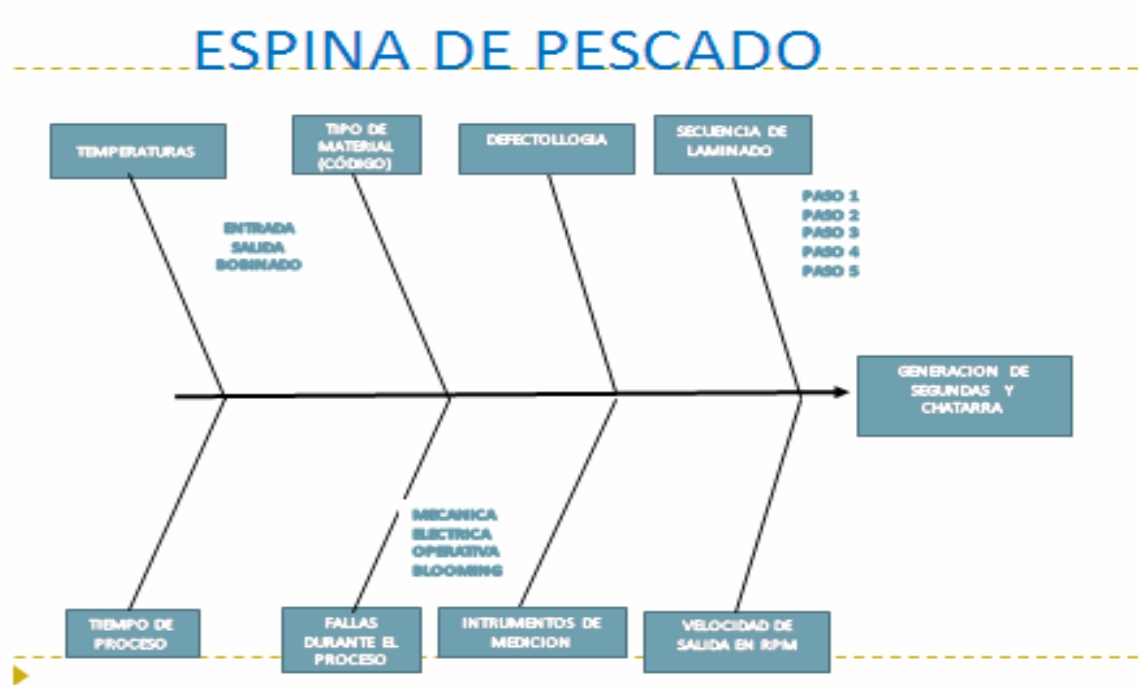 ESPINA DE PESCADO
TEMPERATURAS
TIPO DE
MATERIAL
(CÓDIGO)
DEFECTOLLOGIA
SECUENCIA DE
LAMINADO
ENTRADA
SALIDA
BOBINADO
PASO 1
PASO 2
PASO 3
PASO 4
PASO 5
GENERACION DE
SEGUNDAS Y
CHATARRA
MECANICA
ELECTRICA
OPERATIVA
BLOOMING
TIEMPO DE
PROCESO
FALLAS
DURANTE EL
PROCESO
INTRUMENTOS DE
MEDICION
VELOCIDAD DE
SALIDA EN RPM